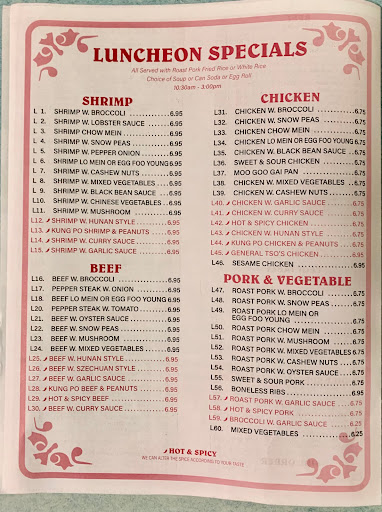 LUNCHEON SPECIALS
All Served with Roast Pork Fried Rice or White Rice
Choice of Soup or Can Soda or Egg Roll
10:30am - 3:00pm
SHRIMP
L 1. SHRIMP W. BROCCOLI 6.95
L 2. SHRIMP W. LOBSTER SAUCE 6.95
L 3. SHRIMP CHOW MEIN 6.95
L 4. SHRIMP W. SNOW PEAS 6.95
L 5. SHRIMP W. PEPPER ONION 6.95
L 6. SHRIMP LO MEIN OR EGG FOO YOUNG 6.95
L 7. SHRIMP W. CASHEW NUTS 6.95
L 8. SHRIMP W. MIXED VEGETABLES 6.95
L 9. SHRIMP W. BLACK BEAN SAUCE 6.95
L10. SHRIMP W. CHINESE VEGETABLES 6.95
L11. SHRIMP W. MUSHROOM 6.95
L12. SHRIMP W. HUNAN STYLE 6.95
L13. KUNG PO SHRIMP & PEANUTS 6.95
L14. SHRIMP W. CURRY SAUCE 6.95
L15. SHRIMP W. GARLIC SAUCE 6.95
BEEF
L16. BEEF W. BROCCOLI 6.95
L17. PEPPER STEAK W. ONION 6.95
L18. BEEF LO MEIN OR EGG FOO YOUNG 6.95
L20. PEPPER STEAK W. TOMATO 6.95
L21. BEEF W. OYSTER SAUCE 6.95
L22. BEEF W. SNOW PEAS 6.95
L23. BEEF W. MUSHROOM 6.95
L24. BEEF W. MIXED VEGETABLES 6.95
L25. BEEF W. HUNAN STYLE 6.95
L26. BEEF W. SZECHUAN STYLE 6.95
L27. BEEF W. GARLIC SAUCE 6.95
L28. KUNG PO BEEF & PEANUTS 6.95
L29. HOT & SPICY BEEF 6.95
L30. BEEF W. CURRY SAUCE 6.95
CHICKEN
L31. CHICKEN W. BROCCOLI 6.75
L32. CHICKEN W. SNOW PEAS 6.75
L33. CHICKEN CHOW MEIN 6.75
L34. CHICKEN LO MEIN OR EGG FOO YOUNG 6.75
L35. CHICKEN W. BLACK BEAN SAUCE 6.75
L36. SWEET & SOUR CHICKEN 6.75
L37. MOO GOO GAI PAN 6.75
L38. CHICKEN W. MIXED VEGETABLES 6.75
L39. CHICKEN W. CASHEW NUTS 6.75
L40. CHICKEN W. GARLIC SAUCE 6.75
L41. CHICKEN W. CURRY SAUCE 6.75
L42. HOT & SPICY CHICKEN 6.75
L43. CHICKEN W. HUNAN STYLE 6.75
L44. KUNG PO CHICKEN & PEANUTS 6.75
L45. GENERAL TSO'S CHICKEN 6.75
L46. SESAME CHICKEN 6.95
PORK & VEGETABLE
L47. ROAST PORK W. BROCCOLI 6.75
L48. ROAST PORK W. SNOW PEAS 6.75
L49. ROAST PORK LO MEIN OR
EGG FOO YOUNG 6.75
L50. ROAST PORK CHOW MEIN 6.75
L51. ROAST PORK W. MUSHROOM 6.75
L52. ROAST PORK W. MIXED VEGETABLES 6.75
L53. ROAST PORK W. CASHEW NUTS 6.75
L54. ROAST PORK W. OYSTER SAUCE 6.75
L55. SWEET & SOUR PORK 6.75
L56. BONELESS RIBS 6.95
L57. ROAST PORK W. GARLIC SAUCE 6.75
L58. HOT & SPICY PORK 6.75
L59. BROCCOLI W. GARLIC SAUCE 6.25
L60. MIXED VEGETABLES 6.25
HOT & SPICY
WE CAN ALTER THE SPICE ACCORDING TO YOUR TASTE